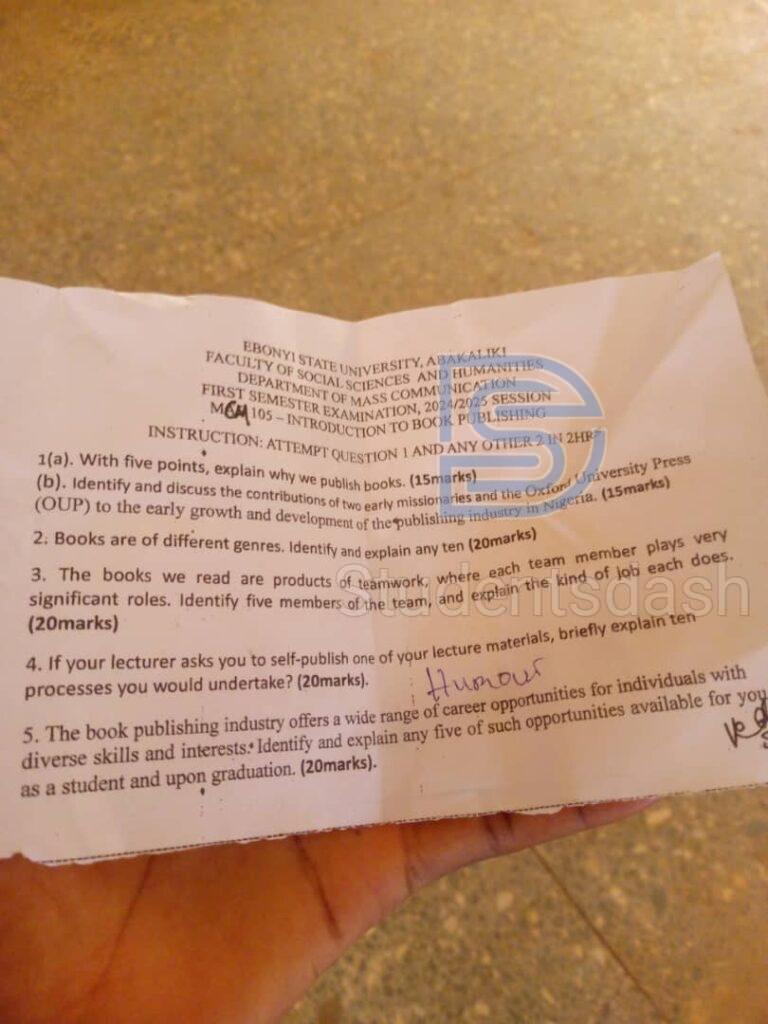 EBONYI STATE UNIVERSITY, ABAKALIKI
FACULTY OF SOCIAL SCIENCES AND HUMANITIES
DEPARTMENT OF MASS COMMUNICATION
FIRST SEMESTER EXAMINATION, 2024/2025 SESSION
MCM 105 – INTRODUCTION TO BOOK PUBLISHING
INSTRUCTION: ATTEMPT QUESTION 1 AND ANY OTHER 2 IN 2HRS
1(a). With five points, explain why we publish books. (15marks)
(b). Identify and discuss the contributions of two early missionaries and the Oxford University Press
(OUP) to the early growth and development of the publishing industry in Nigeria. (15marks)
2. Books are of different genres. Identify and explain any ten (20marks)
3. The books we read are products of teamwork, where each team member plays very
significant roles. Identify five members of the team, and explain the kind of job each does.
(20marks)
Studentsdash
4. If your lecturer asks you to self-publish one of your lecture materials, briefly explain ten
processes you would undertake? (20marks).
Humour
5. The book publishing industry offers a wide range of career opportunities for individuals with
diverse skills and interests. Identify and explain any five of such opportunities available for you
as a student and upon graduation. (20marks).